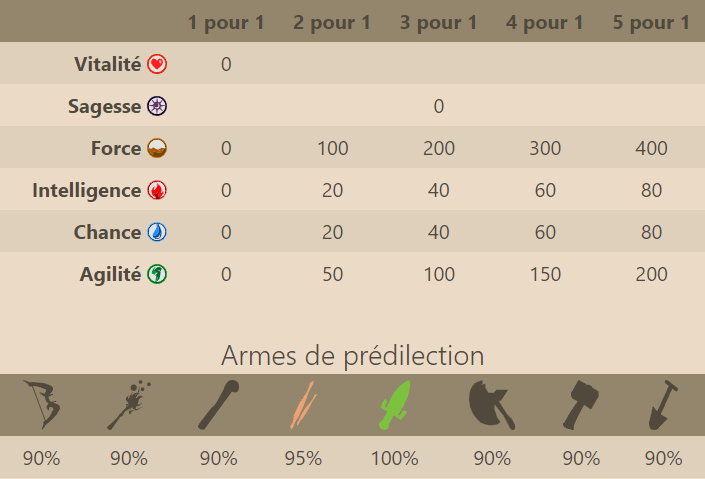 1 pour 1 2 pour 1 3 pour 1 4 pour 1 5 pour 1
Vitalité 0
Sagesse 0
Force 0 100 200 300 400
Intelligence 0 20 40 60 80
Chance 0 20 40 60 80
Agilité 0 50 100 150 200
Armes de prédilection
90% 90% 90% 95% 100% 90% 90% 90%